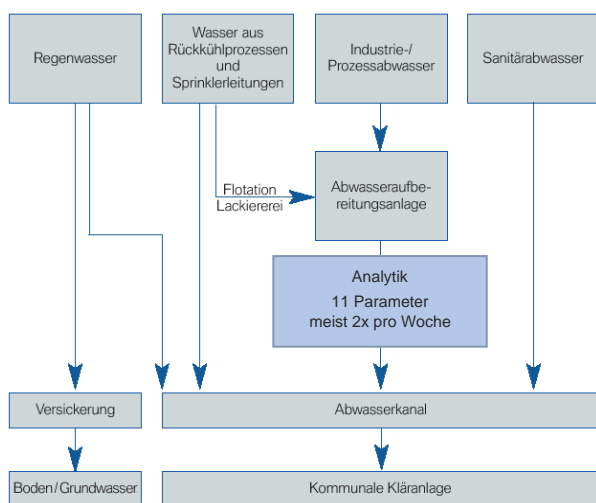 Regenwasser
Wasser aus
Rückkühlprozessen
und
Sprinklerleitungen
Industrie-/
Prozessabwasser
Sanitärabwasser
Flotation
Lackiererei
Abwasseraufbe-
reitungsanlage
Analytik
11 Parameter
meist 2x pro Woche
Versickerung
Abwasserkanal
Boden/Grundwasser
Kommunale Kläranlage